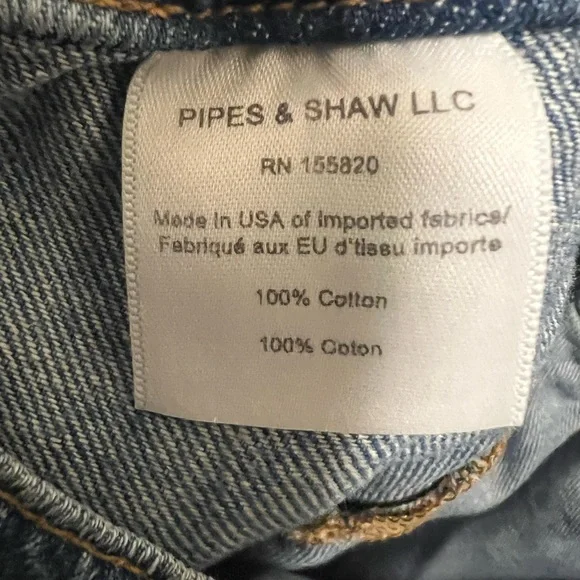 PIPES & SHAW LLC
RN 155820
Made in USA of imported fabrics/
Fabriqué aux EU d'tissu importe
100% Cotton
100% Coton